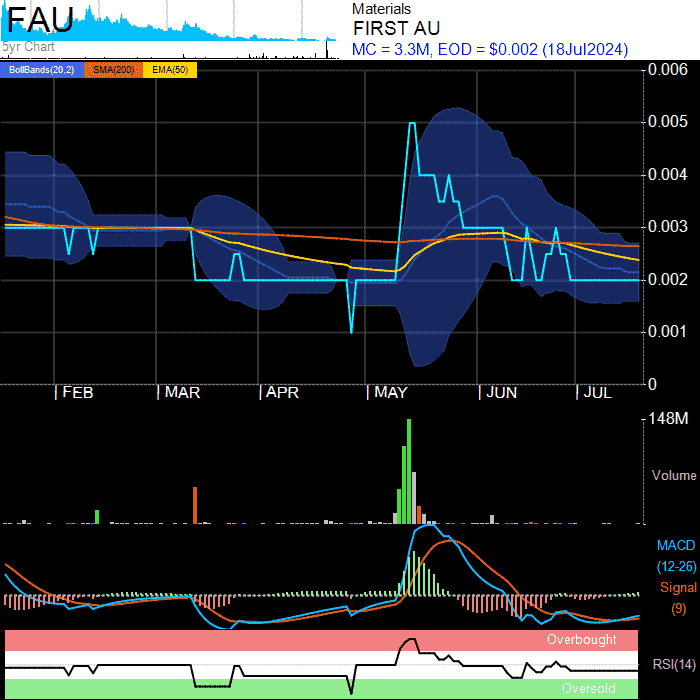 FAU
5yr Chart
Materials
FIRST AU
MC = 3.3M, EOD = $0.002 (18Jul2024)
BollBands(20,2) SMA(200) EMA(50)
0.006
0.005
0.004
0.003
0.002
0.001
0
FEB MAR APR MAY JUN JUL
148M
Volume
MACD
(12-26)
Signal
(9)
Overbought
RSI(14)
Oversold